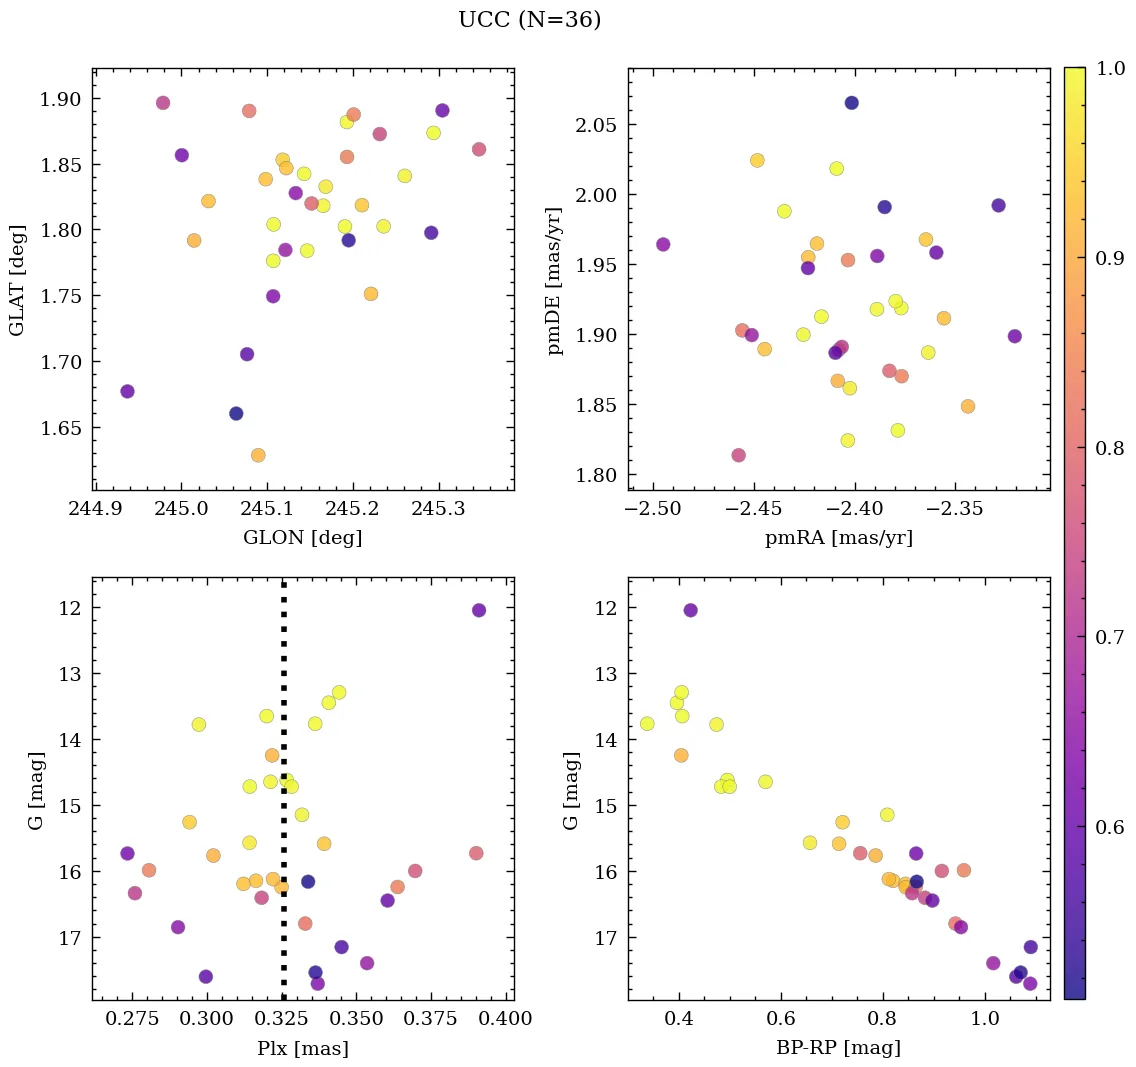 UCC (N=36)
1.90
1.85
1.80
1.75
1.70
1.65
GLAT [deg]
244.9 245.0 245.1 245.2 245.3
GLON [deg]
2.05
2.00
1.95
1.90
1.85
1.80
pmDE [mas/yr]
−2.50 −2.45 −2.40 −2.35
pmRA [mas/yr]
12
13
14
15
16
17
G [mag]
0.275 0.300 0.325 0.350 0.375 0.400
Plx [mas]
12
13
14
15
16
17
G [mag]
0.4 0.6 0.8 1.0
BP-RP [mag]
1.0
0.9
0.8
0.7
0.6